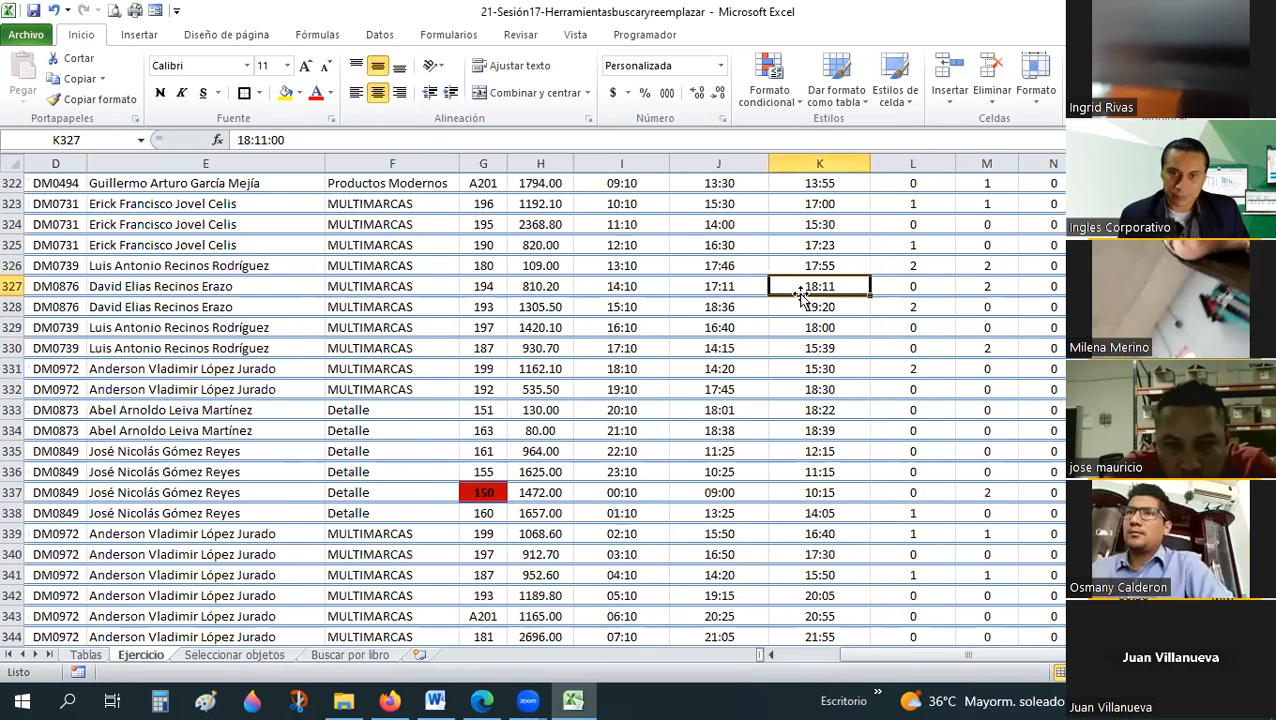 21-Sesión17-Herramientasbuscaryreemplazar - Microsoft Excel
Archivo Inicio Insertar Diseño de página Fórmulas Datos Formularios Revisar Vista Programador
Pegar
Cortar
Copiar
Copiar formato
Portapapeles
Calibri 11
N K S
Fuente
Ajustar texto
Combinar y centrar
Alineación
Personalizada
$ % 000
Número
Formato condicional
Dar formato como tabla
Estilos de celda
Estilos
Insertar Eliminar Formato
Celdas
K327 fx 18:11:00
D E F G H I J K L M N
322 DM0494 Guillermo Arturo García Mejía Productos Modernos A201 1794.00 09:10 13:30 13:55 0 1 0
323 DM0731 Erick Francisco Jovel Celis MULTIMARCAS 196 1192.10 10:10 15:30 17:00 1 1 0
324 DM0731 Erick Francisco Jovel Celis MULTIMARCAS 195 2368.80 11:10 14:00 15:30 0 0 0
325 DM0731 Erick Francisco Jovel Celis MULTIMARCAS 190 820.00 12:10 16:30 17:23 1 0 0
326 DM0739 Luis Antonio Recinos Rodríguez MULTIMARCAS 180 109.00 13:10 17:46 17:55 2 2 0
327 DM0876 David Elias Recinos Erazo MULTIMARCAS 194 810.20 14:10 17:11 18:11 0 2 0
328 DM0876 David Elias Recinos Erazo MULTIMARCAS 193 1305.50 15:10 18:36 19:20 2 0 0
329 DM0739 Luis Antonio Recinos Rodríguez MULTIMARCAS 197 1420.10 16:10 16:40 18:00 0 0 0
330 DM0739 Luis Antonio Recinos Rodríguez MULTIMARCAS 187 930.70 17:10 14:15 15:39 0 2 0
331 DM0972 Anderson Vladimir López Jurado MULTIMARCAS 199 1162.10 18:10 14:20 15:30 2 0 0
332 DM0972 Anderson Vladimir López Jurado MULTIMARCAS 192 535.50 19:10 17:45 18:30 0 0 0
333 DM0873 Abel Arnoldo Leiva Martínez Detalle 151 130.00 20:10 18:01 18:22 0 0 0
334 DM0873 Abel Arnoldo Leiva Martínez Detalle 163 80.00 21:10 18:38 18:39 0 0 0
335 DM0849 José Nicolás Gómez Reyes Detalle 161 964.00 22:10 11:25 12:15 0 0 0
336 DM0849 José Nicolás Gómez Reyes Detalle 155 1625.00 23:10 10:25 11:15 0 0 0
337 DM0849 José Nicolás Gómez Reyes Detalle 150 1472.00 00:10 09:00 10:15 0 2 0
338 DM0849 José Nicolás Gómez Reyes Detalle 160 1657.00 01:10 13:25 14:05 1 0 0
339 DM0972 Anderson Vladimir López Jurado MULTIMARCAS 199 1068.60 02:10 15:50 16:40 1 1 0
340 DM0972 Anderson Vladimir López Jurado MULTIMARCAS 197 912.70 03:10 16:50 17:30 0 0 0
341 DM0972 Anderson Vladimir López Jurado MULTIMARCAS 187 952.60 04:10 14:20 15:50 1 1 0
342 DM0972 Anderson Vladimir López Jurado MULTIMARCAS 193 1189.80 05:10 19:15 20:05 0 0 0
343 DM0972 Anderson Vladimir López Jurado MULTIMARCAS A201 1165.00 06:10 20:25 20:55 0 0 0
344 DM0972 Anderson Vladimir López Jurado MULTIMARCAS 181 2696.00 07:10 21:05 21:55 0 0 0
Tablas Ejercicio Seleccionar objetos Buscar por libro
Listo
zoom
Escritorio » 36°C Mayorm. soleado
Ingrid Rivas
Ingles Corporativo
Milena Merino
jose mauricio
Osmany Calderon
Juan Villanueva
Juan Villanueva